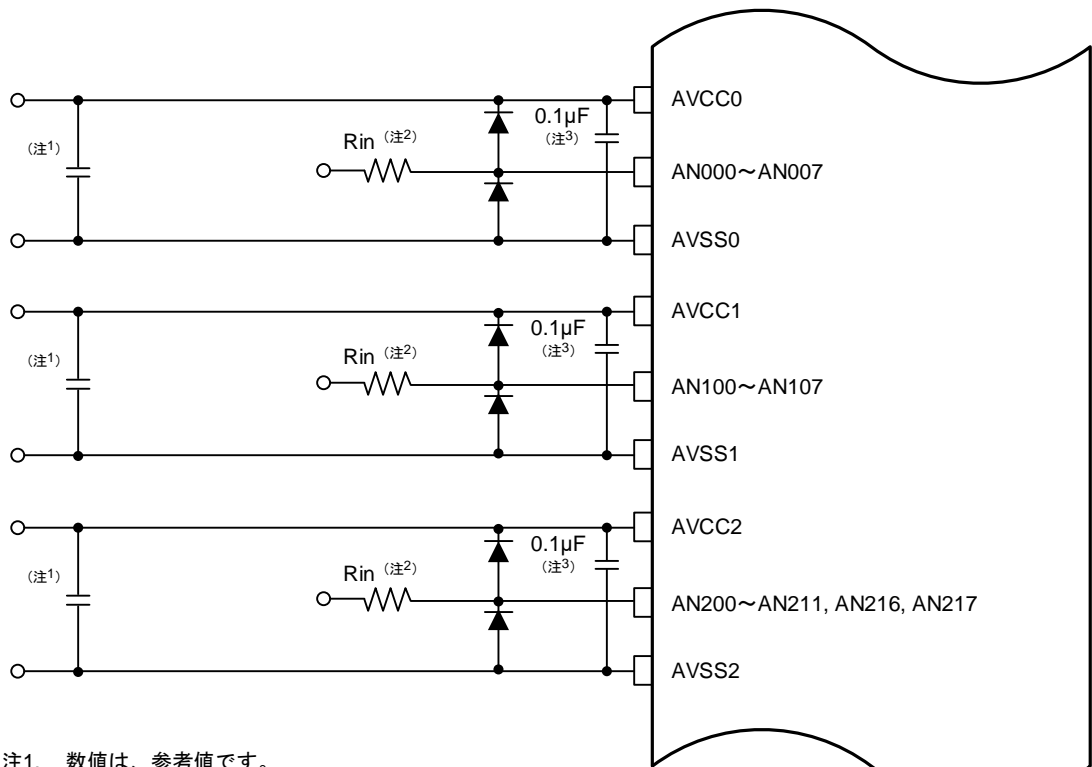 AVCC0
0.1μF
(注3)
(注1)
Rin (注2)
AN000～AN007
AVSS0
AVCC1
0.1μF
(注3)
(注1)
Rin (注2)
AN100～AN107
AVSS1
AVCC2
0.1μF
(注3)
(注1)
Rin (注2)
AN200～AN211, AN216, AN217
AVSS2
注1. 数値は、参考値です。